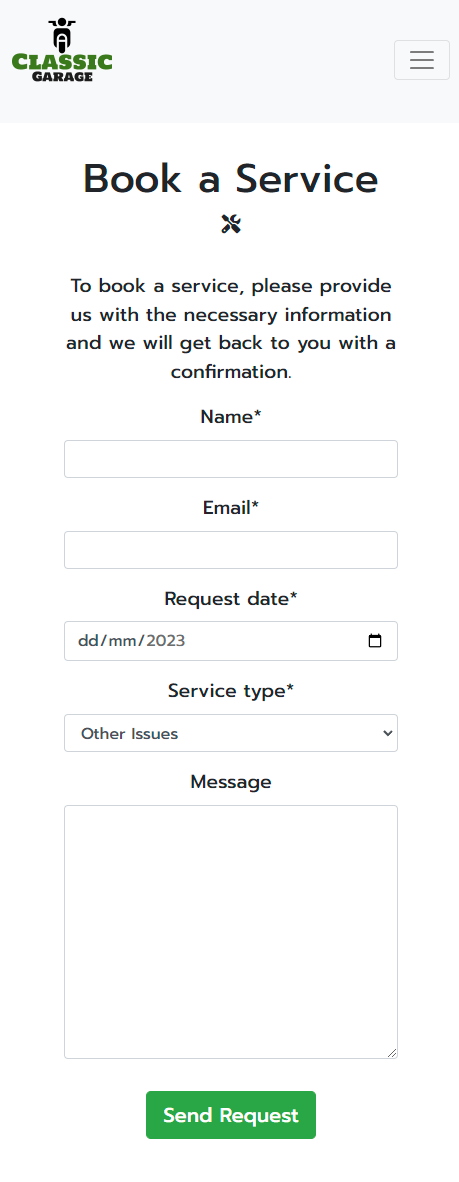 CLASSIC
GARAGE
Book a Service
To book a service, please provide
us with the necessary information
and we will get back to you with a
confirmation.
Name*
Email*
Request date*
dd/mm/2023
Service type*
Other Issues
Message
Send Request